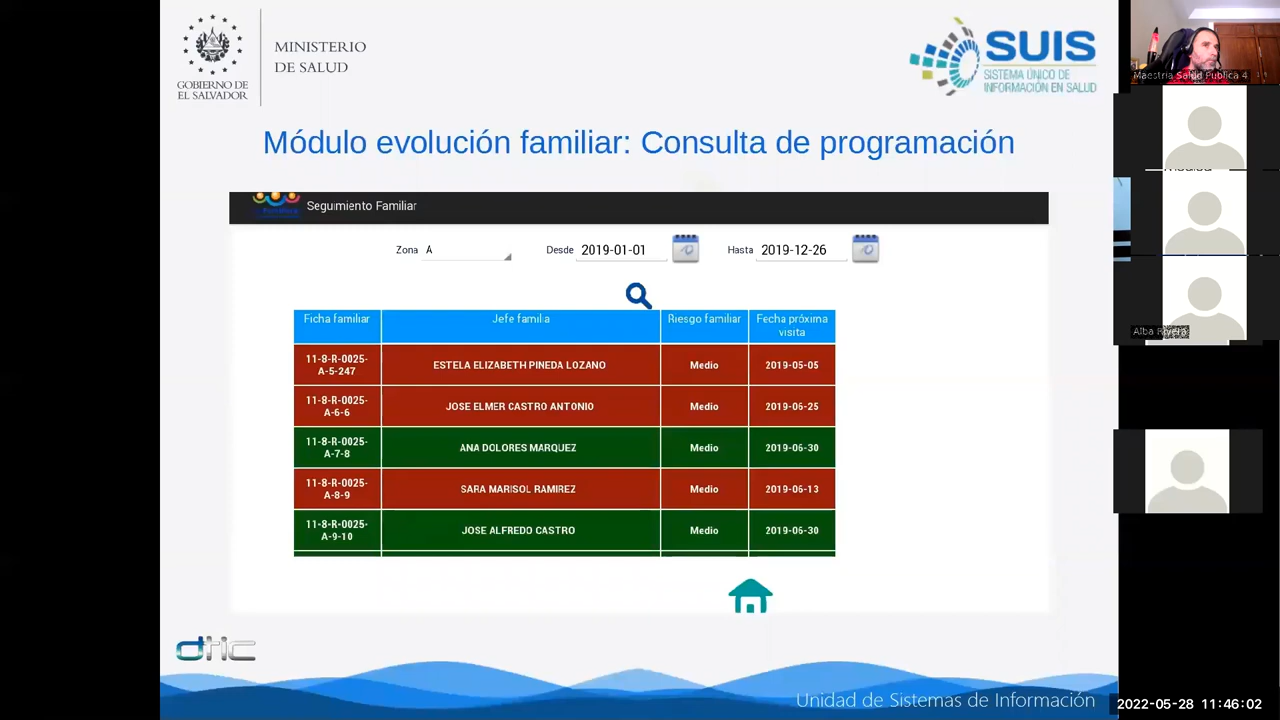 GOBIERNO DE
EL SALVADOR
MINISTERIO
DE SALUD
SUIS
SISTEMA ÚNICO DE
INFORMACIÓN EN SALUD
Módulo evolución familiar: Consulta de programación
Seguimiento Familiar
Zona A Desde 2019-01-01 Hasta 2019-12-26
Ficha familiar Jefe familia Riesgo familiar Fecha próxima
visita
11-8-R-0025-
A-5-247 ESTELA ELIZABETH PINEDA LOZANO Medio 2019-05-05
11-8-R-0025-
A-6-6 JOSE ELMER CASTRO ANTONIO Medio 2019-06-25
11-8-R-0025-
A-7-8 ANA DOLORES MARQUEZ Medio 2019-06-30
11-8-R-0025-
A-8-9 SARA MARISOL RAMIREZ Medio 2019-06-13
11-8-R-0025-
A-9-10 JOSE ALFREDO CASTRO Medio 2019-06-30
dtic
Unidad de Sistemas de Información
Maestria Salud Publica 4
Alba Rivera
2022-05-28 11:46:02